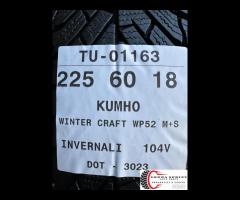 TU-01163
225 60 18
KUMHO
WINTER CRAFT WP52 M+S
INVERNALI 104V
DOT - 3023